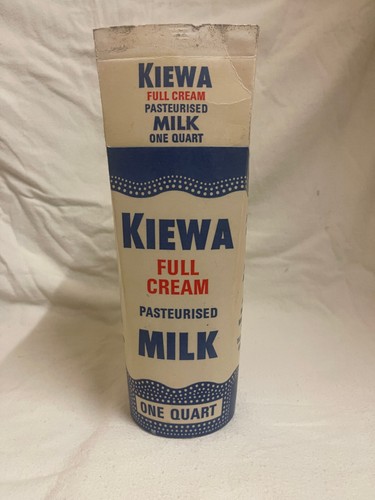 KIEWA
FULL CREAM
PASTEURISED
MILK
ONE QUART
KIEWA
FULL
CREAM
PASTEURISED
MILK
ONE QUART